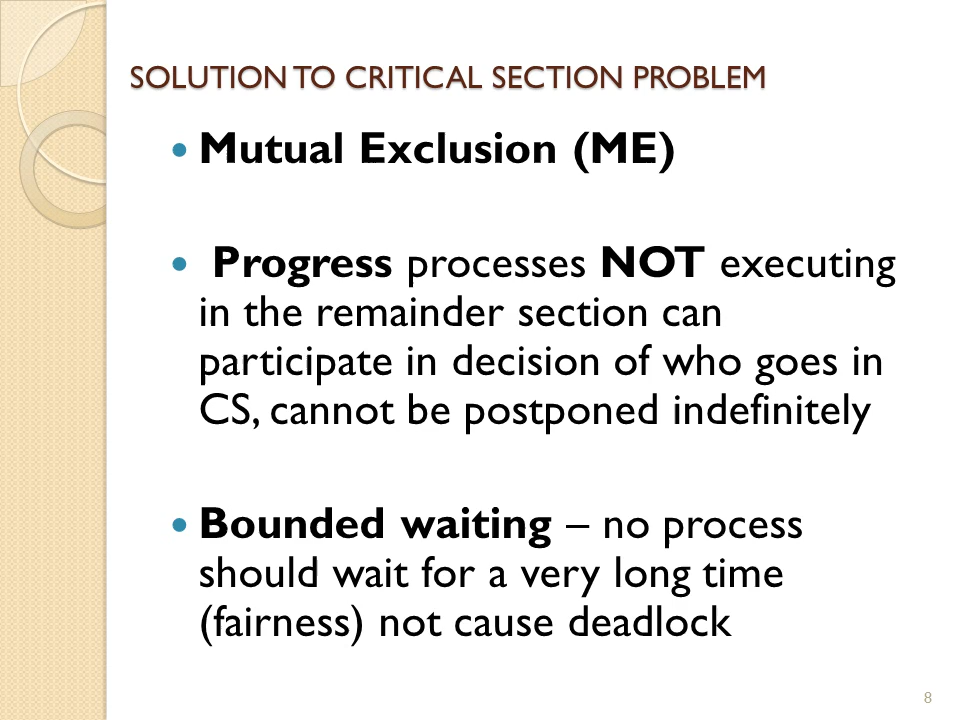 SOLUTION TO CRITICAL SECTION PROBLEM
• Mutual Exclusion (ME)
• Progress processes NOT executing
in the remainder section can
participate in decision of who goes in
CS, cannot be postponed indefinitely
• Bounded waiting – no process
should wait for a very long time
(fairness) not cause deadlock
8